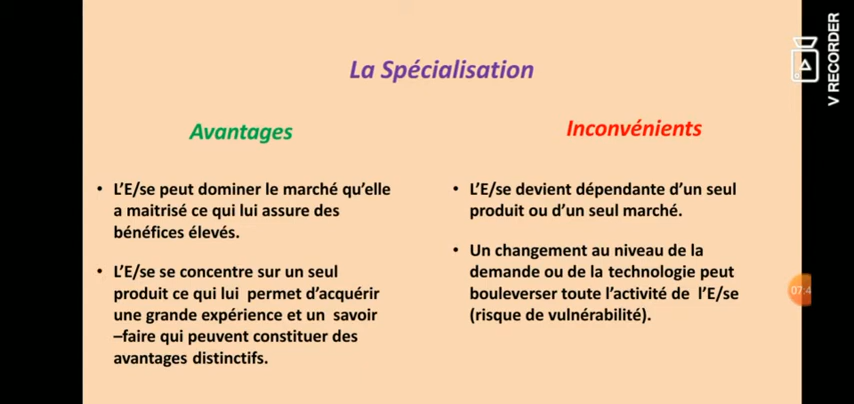 La Spécialisation
Avantages
• L'E/se peut dominer le marché qu'elle
a maitrisé ce qui lui assure des
bénéfices élevés.
• L'E/se se concentre sur un seul
produit ce qui lui permet d'acquérir
une grande expérience et un savoir
–faire qui peuvent constituer des
avantages distinctifs.
Inconvénients
• L'E/se devient dépendante d'un seul
produit ou d'un seul marché.
• Un changement au niveau de la
demande ou de la technologie peut
bouleverser toute l'activité de l'E/se
(risque de vulnérabilité).
V RECORDER
07:4